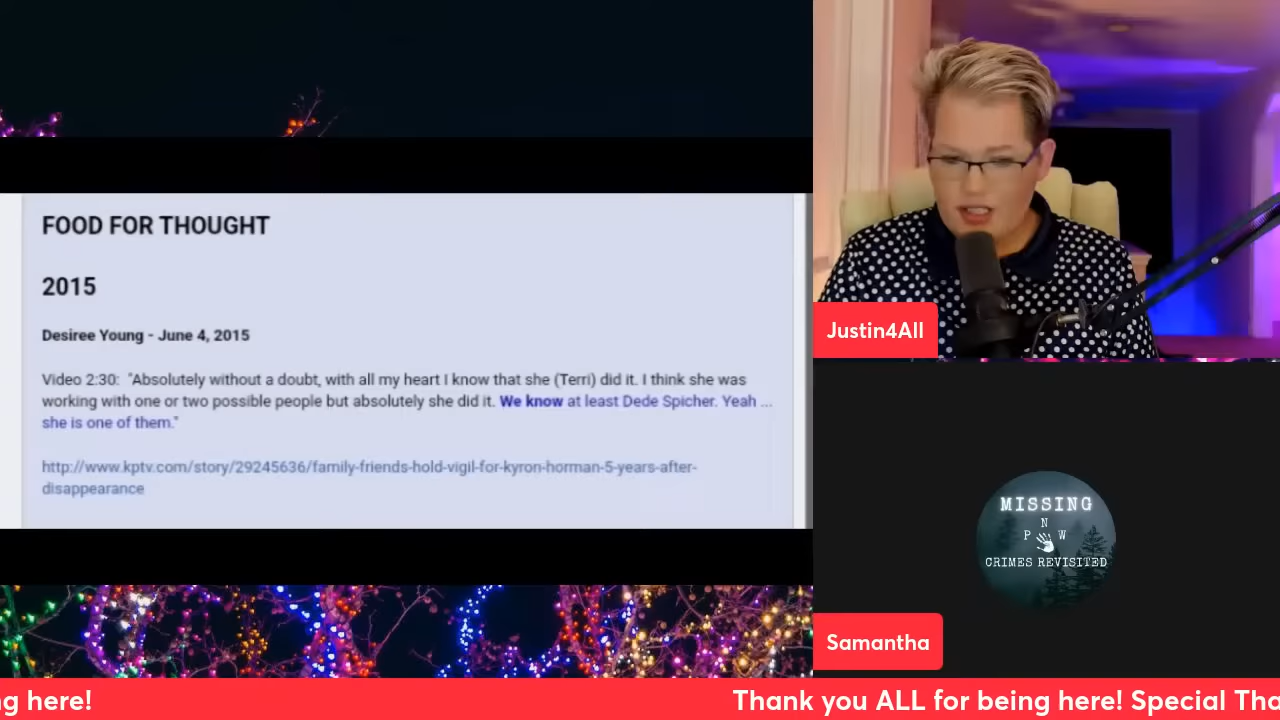 FOOD FOR THOUGHT
2015
Desiree Young - June 4, 2015
Video 2:30: "Absolutely without a doubt, with all my heart I know that she (Terri) did it. I think she was
working with one or two possible people but absolutely she did it. We know at least Dede Spicher. Yeah ...
she is one of them."
http://www.kptv.com/story/29245636/family-friends-hold-vigil-for-kyron-horman-5-years-after-
disappearance
Justin4All
MISSING
N
P W
CRIMES REVISITED
Samantha
g here!
Thank you ALL for being here! Special Tha